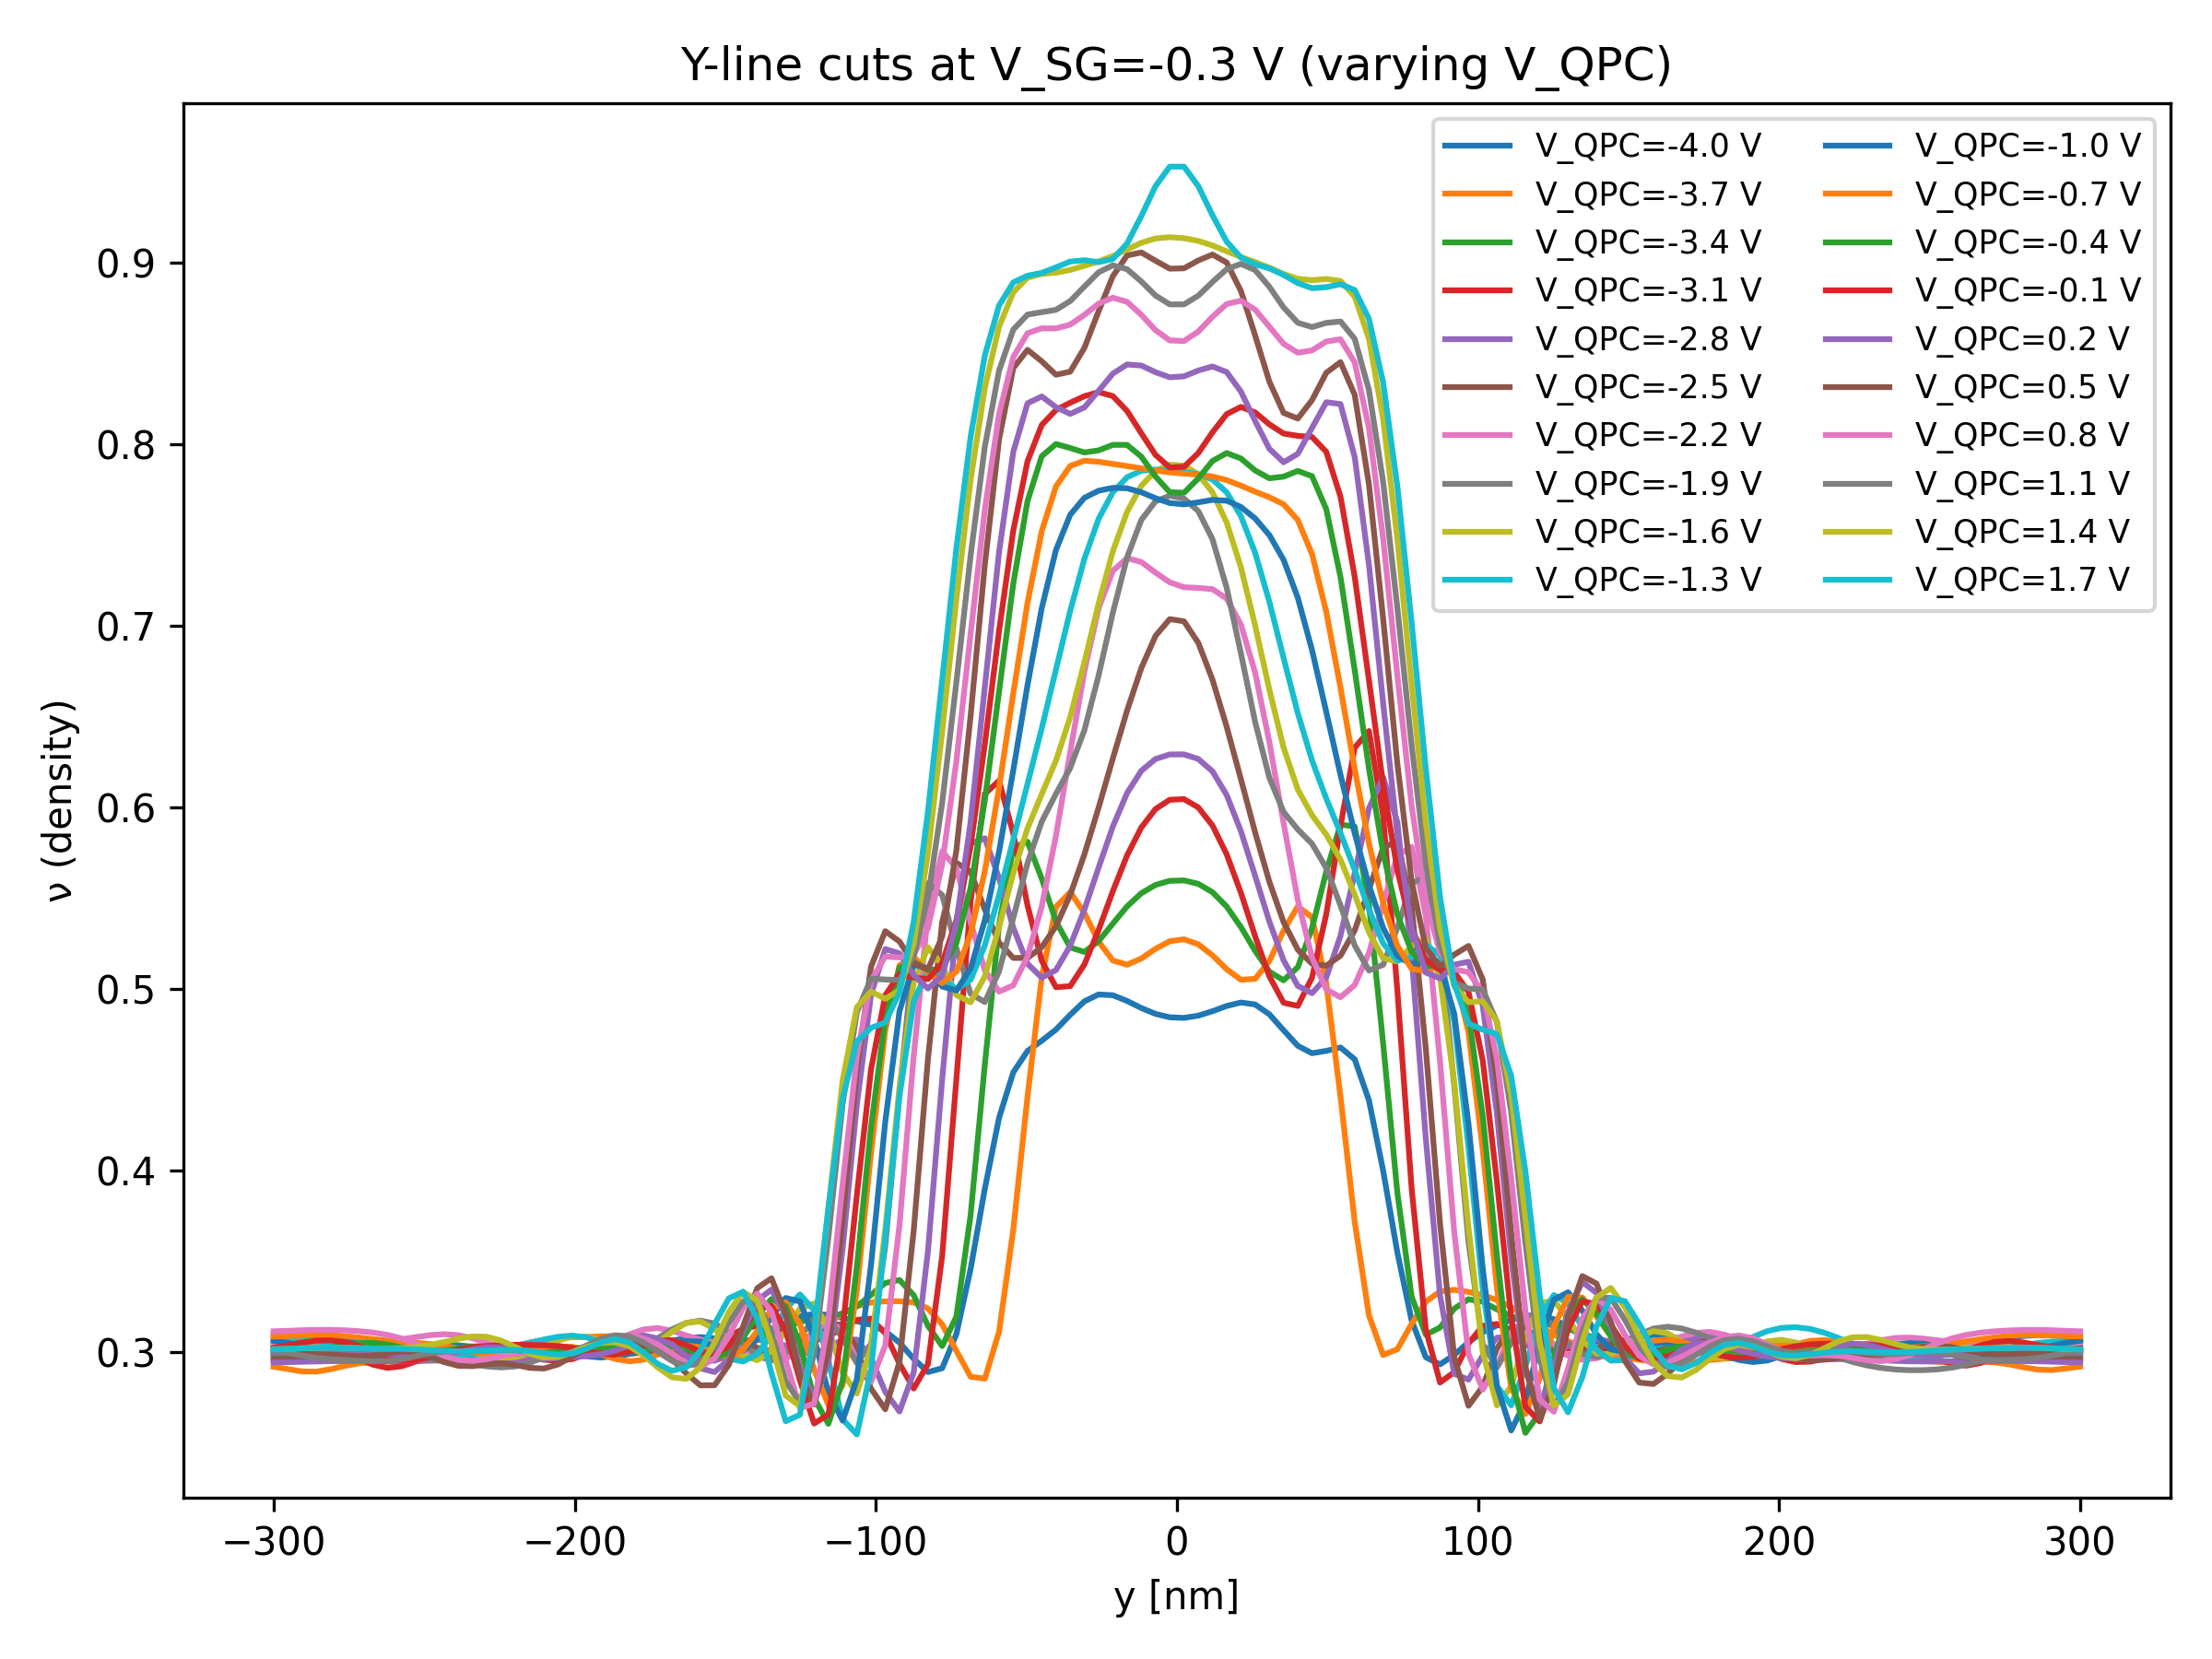 Y-line cuts at V_SG=-0.3 V (varying V_QPC)
V_QPC=-4.0 V
V_QPC=-3.7 V
V_QPC=-3.4 V
V_QPC=-3.1 V
V_QPC=-2.8 V
V_QPC=-2.5 V
V_QPC=-2.2 V
V_QPC=-1.9 V
V_QPC=-1.6 V
V_QPC=-1.3 V
V_QPC=-1.0 V
V_QPC=-0.7 V
V_QPC=-0.4 V
V_QPC=-0.1 V
V_QPC=0.2 V
V_QPC=0.5 V
V_QPC=0.8 V
V_QPC=1.1 V
V_QPC=1.4 V
V_QPC=1.7 V
ν (density)
0.9
0.8
0.7
0.6
0.5
0.4
0.3
−300 −200 −100 0 100 200 300
y [nm]